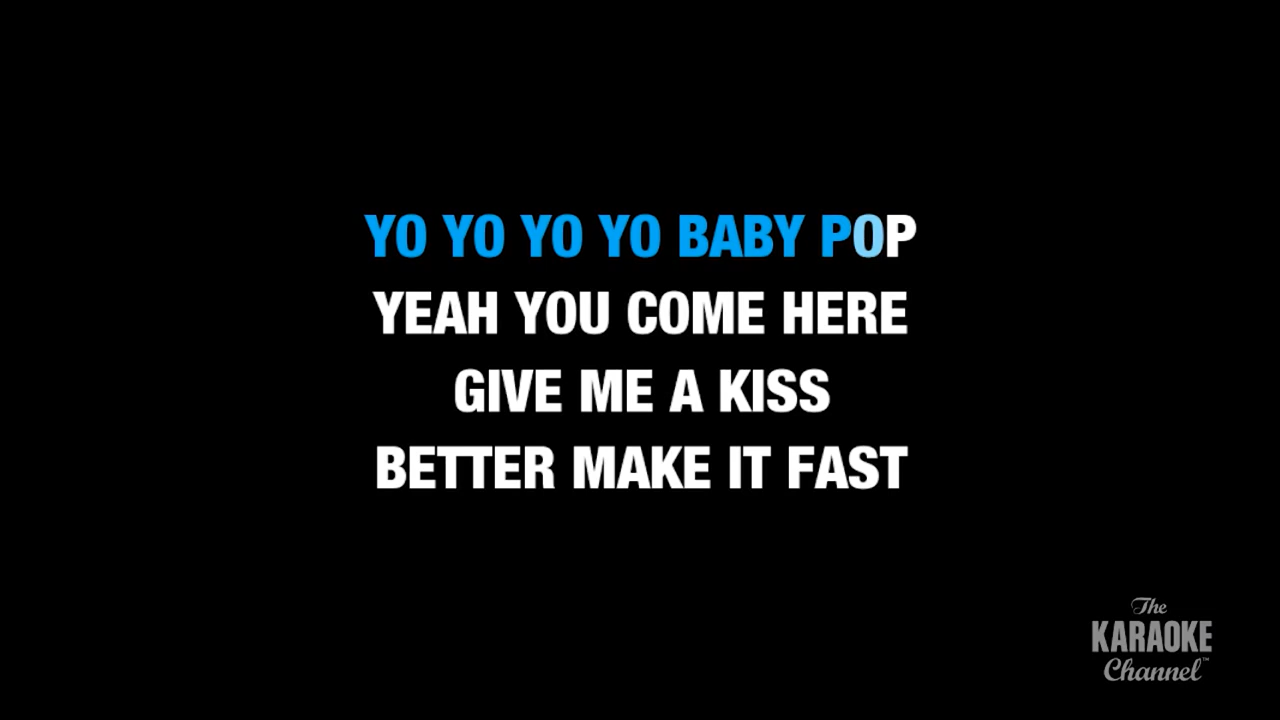 YO YO YO YO BABY POP
YEAH YOU COME HERE
GIVE ME A KISS
BETTER MAKE IT FAST
The
KARAOKE
Channel™